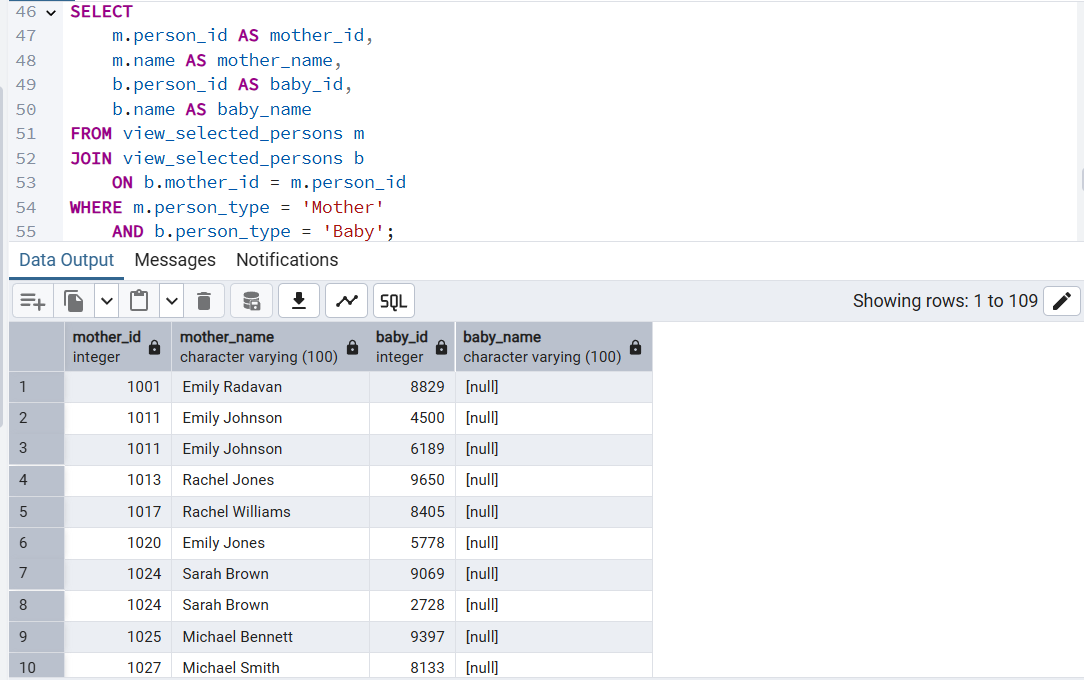 46 SELECT
47 m.person_id AS mother_id,
48 m.name AS mother_name,
49 b.person_id AS baby_id,
50 b.name AS baby_name
51 FROM view_selected_persons m
52 JOIN view_selected_persons b
53 ON b.mother_id = m.person_id
54 WHERE m.person_type = 'Mother'
55 AND b.person_type = 'Baby';
Data Output Messages Notifications
SQL Showing rows: 1 to 109
mother_id mother_name baby_id baby_name
integer character varying (100) integer character varying (100)
1 1001 Emily Radavan 8829 [null]
2 1011 Emily Johnson 4500 [null]
3 1011 Emily Johnson 6189 [null]
4 1013 Rachel Jones 9650 [null]
5 1017 Rachel Williams 8405 [null]
6 1020 Emily Jones 5778 [null]
7 1024 Sarah Brown 9069 [null]
8 1024 Sarah Brown 2728 [null]
9 1025 Michael Bennett 9397 [null]
10 1027 Michael Smith 8133 [null]